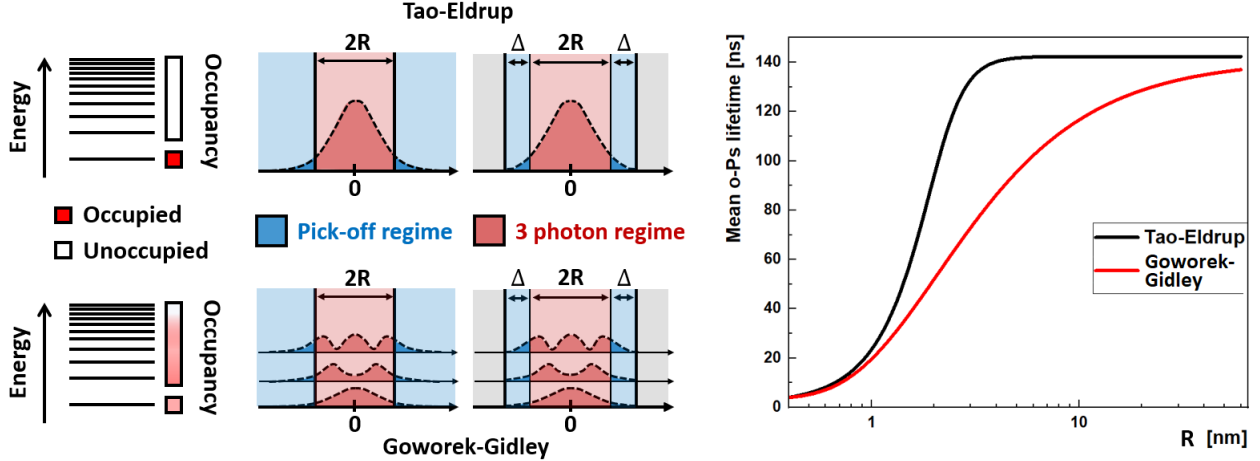 Tao-Eldrup
Energy
Occupancy
2R
0
Δ 2R Δ
0
Occupied
Unoccupied
Pick-off regime
3 photon regime
Energy
Occupancy
2R
0
Δ 2R Δ
0
Goworek-Gidley
Mean o-Ps lifetime [ns]
140
120
100
80
60
40
20
0
1
10
R [nm]
Tao-Eldrup
Goworek-
Gidley